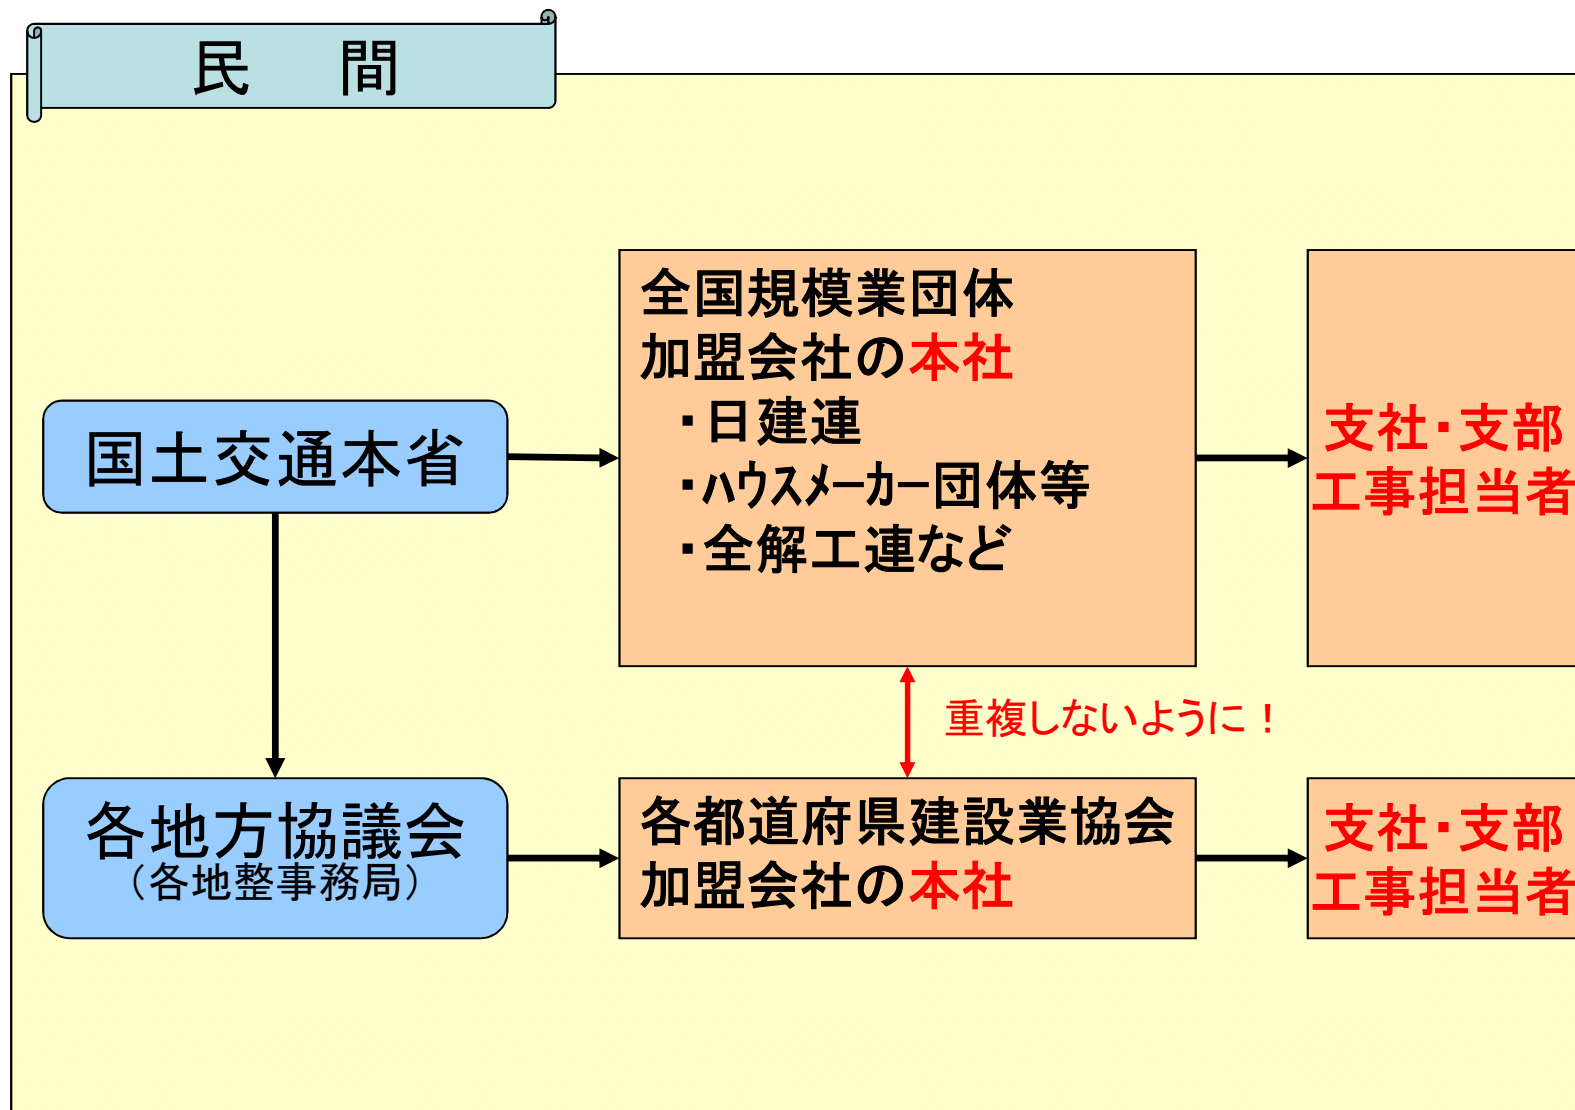 民　間
全国規模業団体
加盟会社の本社
・日建連
・ﾊｳｽﾒｰｶｰ団体等
・全解工連など
国土交通本省
支社・支部
工事担当者
重複しないように！
各地方協議会
（各地整事務局）
各都道府県建設業協会
加盟会社の本社
支社・支部
工事担当者